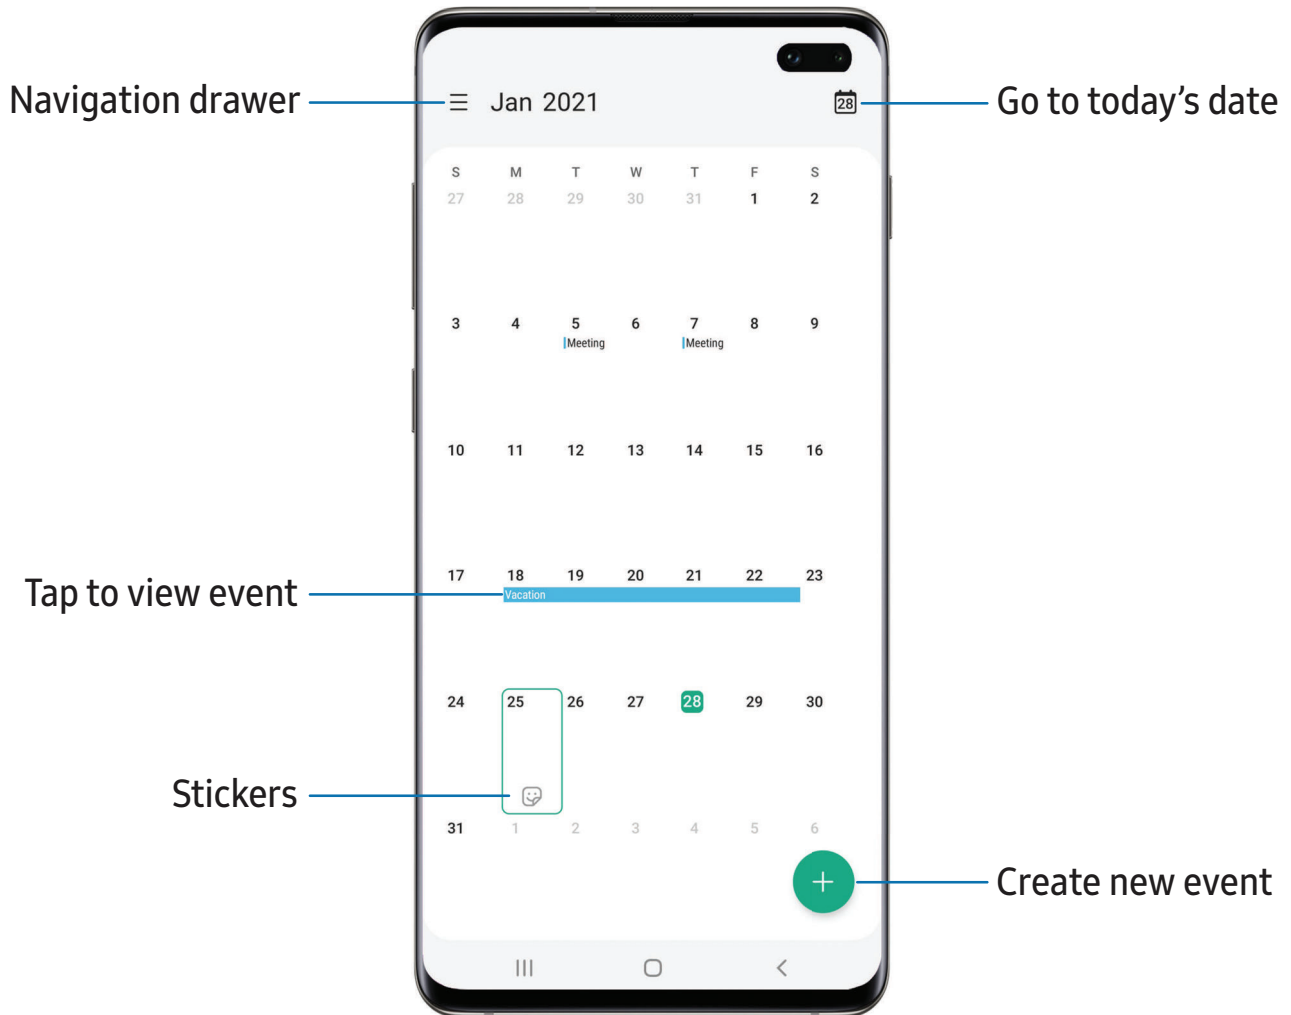 Navigation drawer
Jan 2021
28
Go to today's date
S M T W T F S
27 28 29 30 31 1 2
3 4 5 6 7 8 9
Meeting Meeting
10 11 12 13 14 15 16
17 18 19 20 21 22 23
Tap to view event
Vacation
24 25 26 27 28 29 30
Stickers
31 1 2 3 4 5 6
Create new event